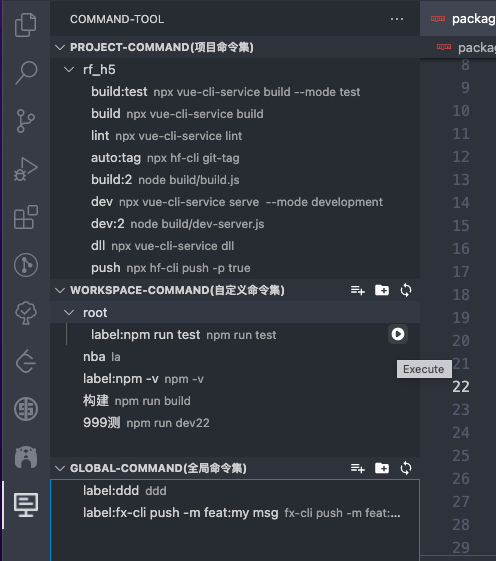 COMMAND-TOOL ···
package
PROJECT-COMMAND(项目命令集)
packa
8
rf_h5
build:test npx vue-cli-service build --mode test
9
build npx vue-cli-service build
10
lint npx vue-cli-service lint
11
auto:tag npx hf-cli git-tag
12
build:2 node build/build.js
13
dev npx vue-cli-service serve --mode development
14
dev:2 node build/dev-server.js
15
dll npx vue-cli-service dll
16
push npx hf-cli push -p true
17
WORKSPACE-COMMAND(自定义命令集)
18
root
19
label:npm run test npm run test
20
nba la
21
Execute
label:npm -v npm -v
22
构建 npm run build
23
999测 npm run dev22
24
25
GLOBAL-COMMAND(全局命令集)
26
label:ddd ddd
27
label:fx-cli push -m feat:my msg fx-cli push -m feat:...
28
29